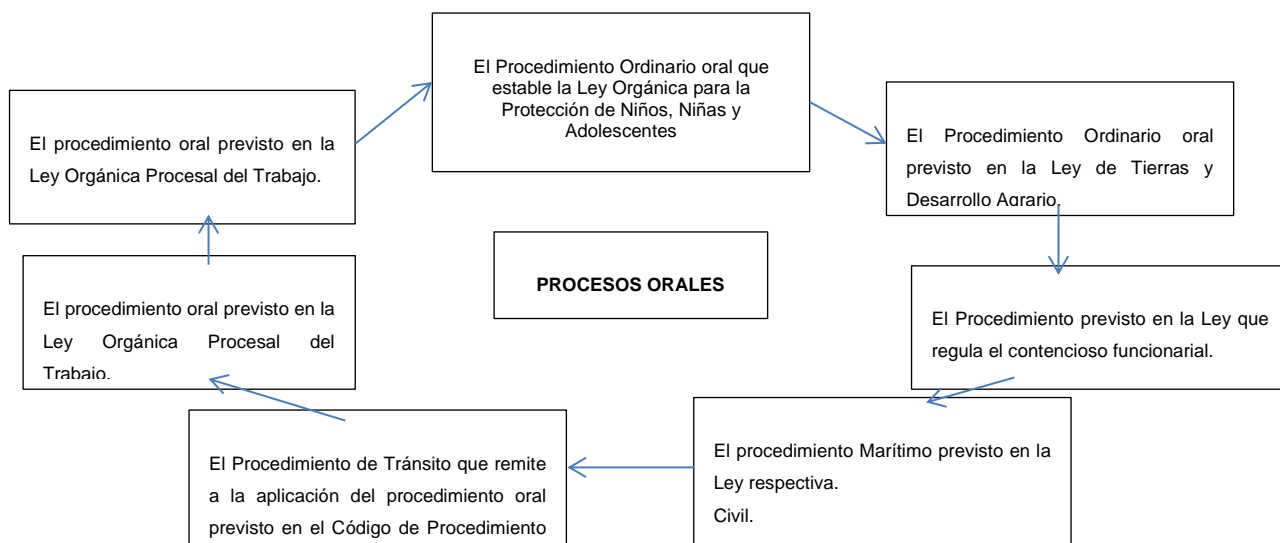 El Procedimiento Ordinario oral que
estable la Ley Orgánica para la
Protección de Niños, Niñas y
Adolescentes
El procedimiento oral previsto en la
Ley Orgánica Procesal del Trabajo.
El Procedimiento Ordinario oral
previsto en la Ley de Tierras y
Desarrollo Agrario.
PROCESOS ORALES
El procedimiento oral previsto en la
Ley Orgánica Procesal del
Trabajo.
El Procedimiento previsto en la Ley que
regula el contencioso funcionarial.
El Procedimiento de Tránsito que remite
a la aplicación del procedimiento oral
previsto en el Código de Procedimiento
El procedimiento Marítimo previsto en la
Ley respectiva.
Civil.